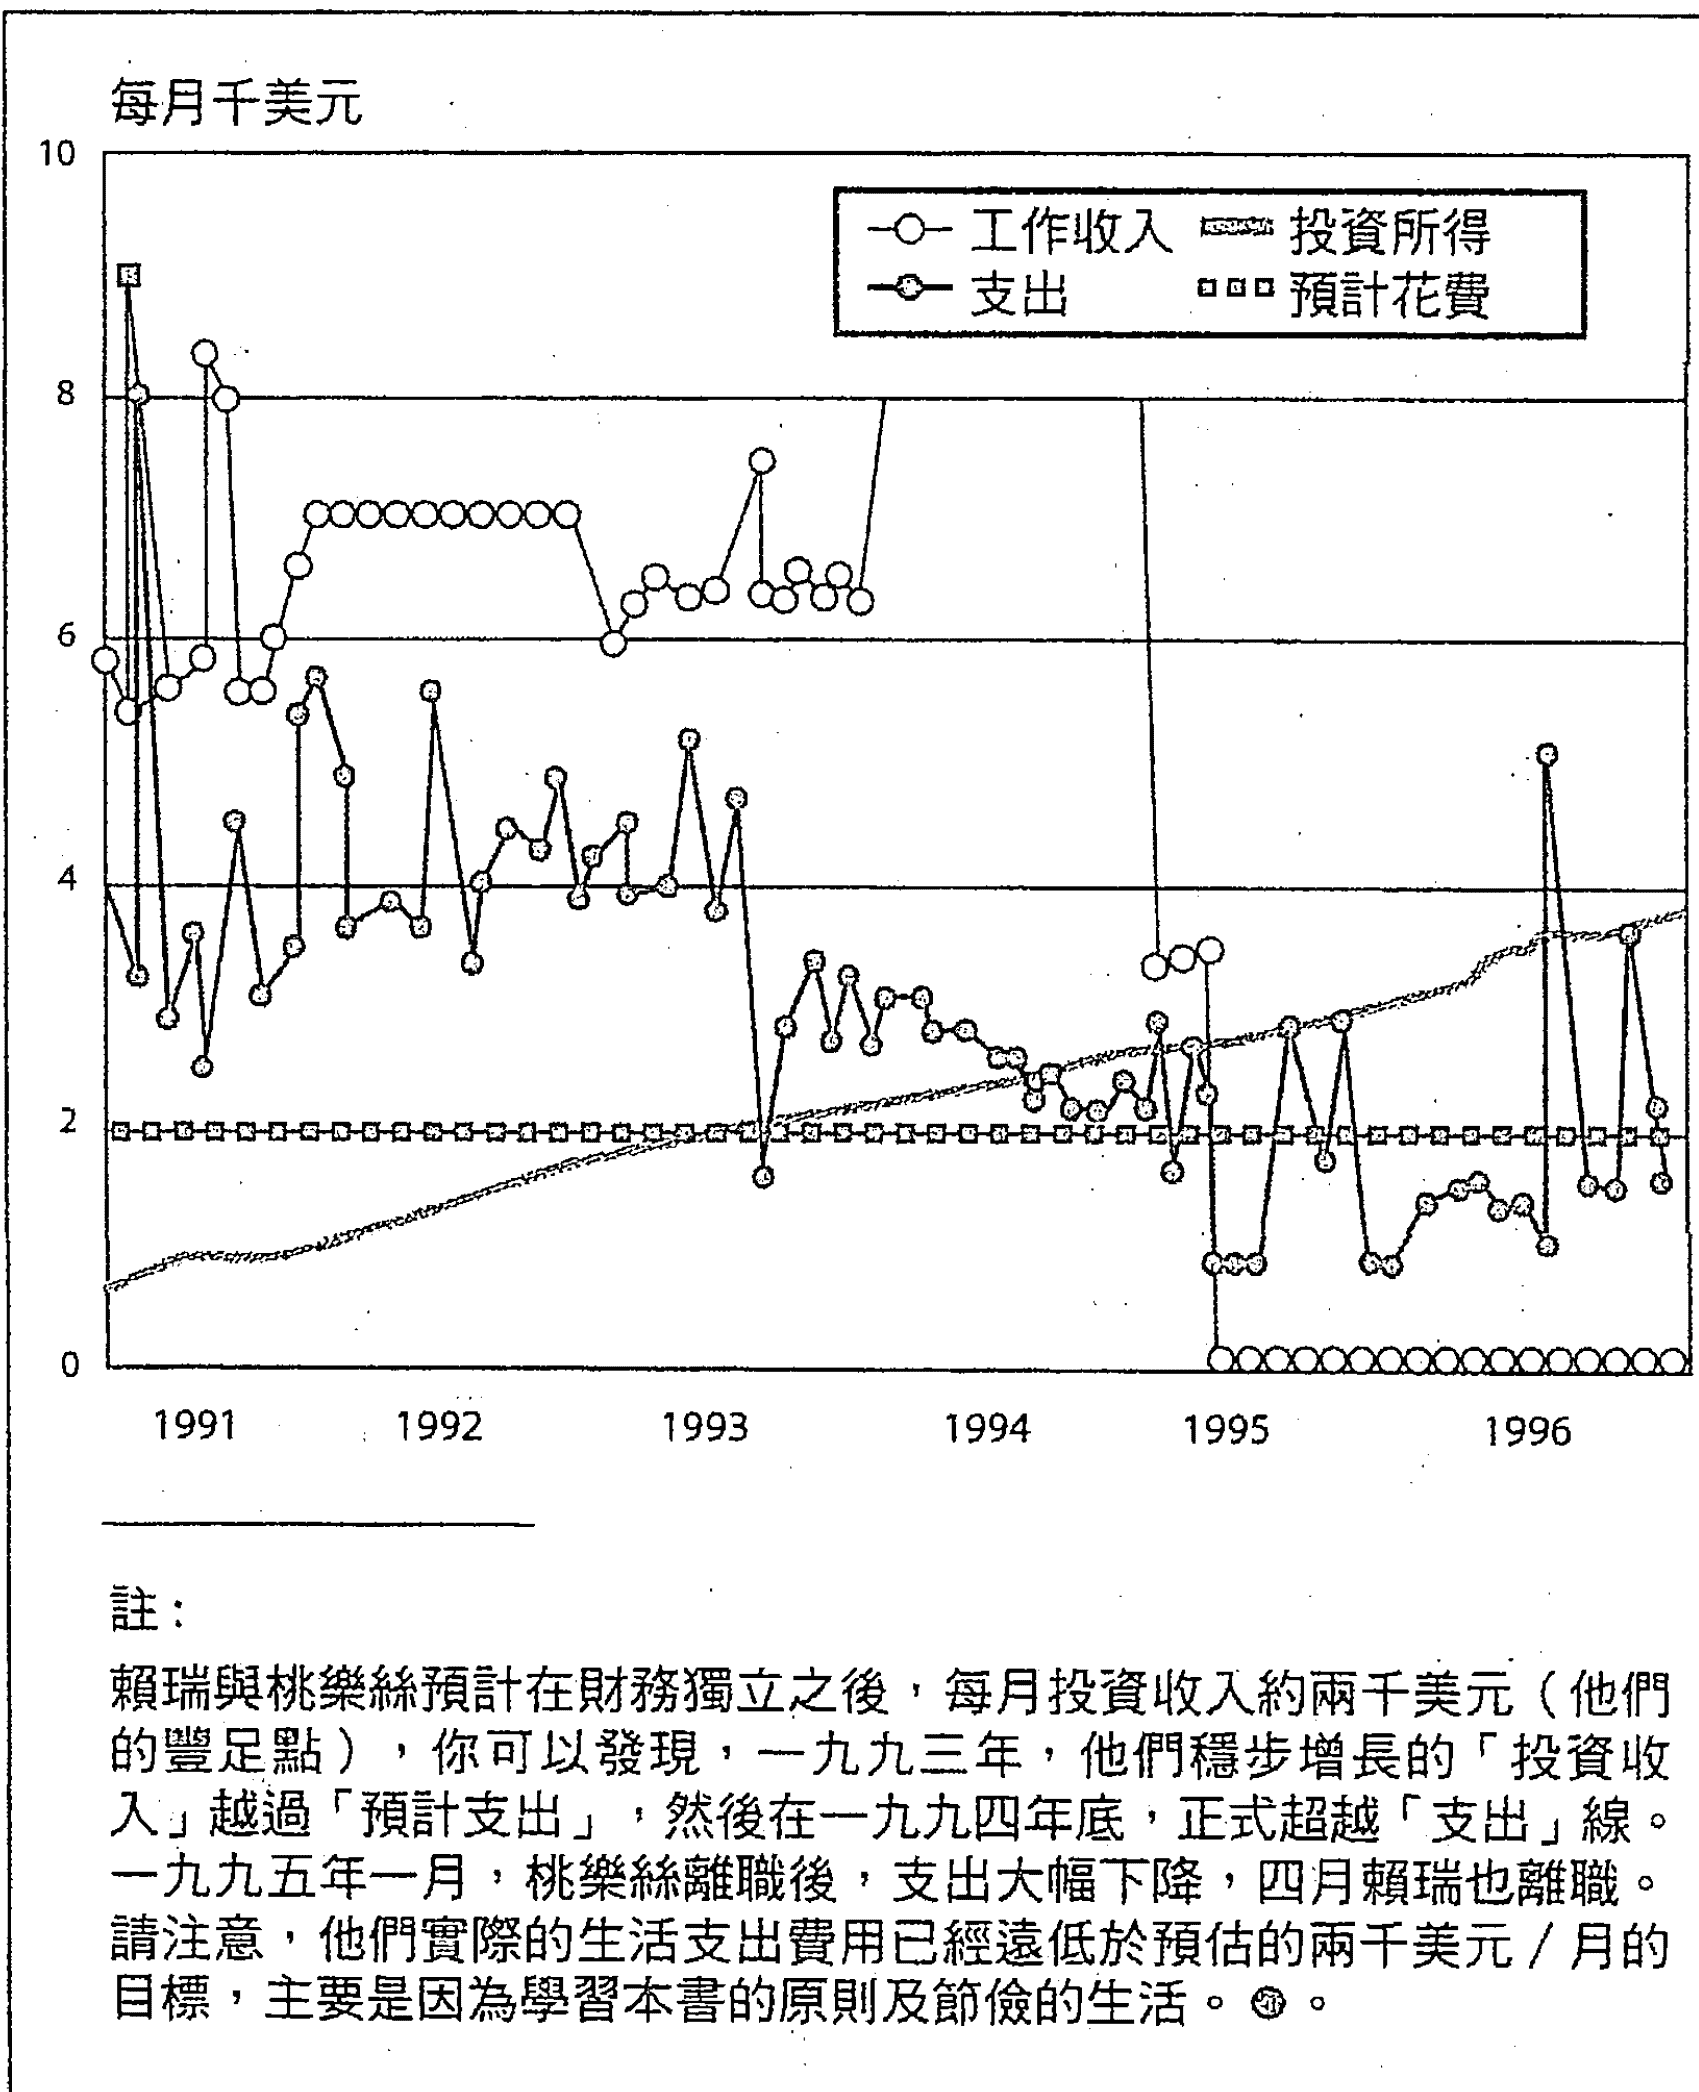 每月千美元
10
工作收入 投資所得
支出 預計花費
8
6
4
2
0
1991 1992 1993 1994 1995 1996
註：
賴瑞與桃樂絲預計在財務獨立之後，每月投資收入約兩千美元（他們
的豐足點），你可以發現，一九九三年，他們穩步增長的「投資收
入」越過「預計支出」，然後在一九九四年底，正式超越「支出」線。
一九九五年一月，桃樂絲離職後，支出大幅下降，四月賴瑞也離職。
請注意，他們實際的生活支出費用已經遠低於預估的兩千美元／月的
目標，主要是因為學習本書的原則及節儉的生活。。